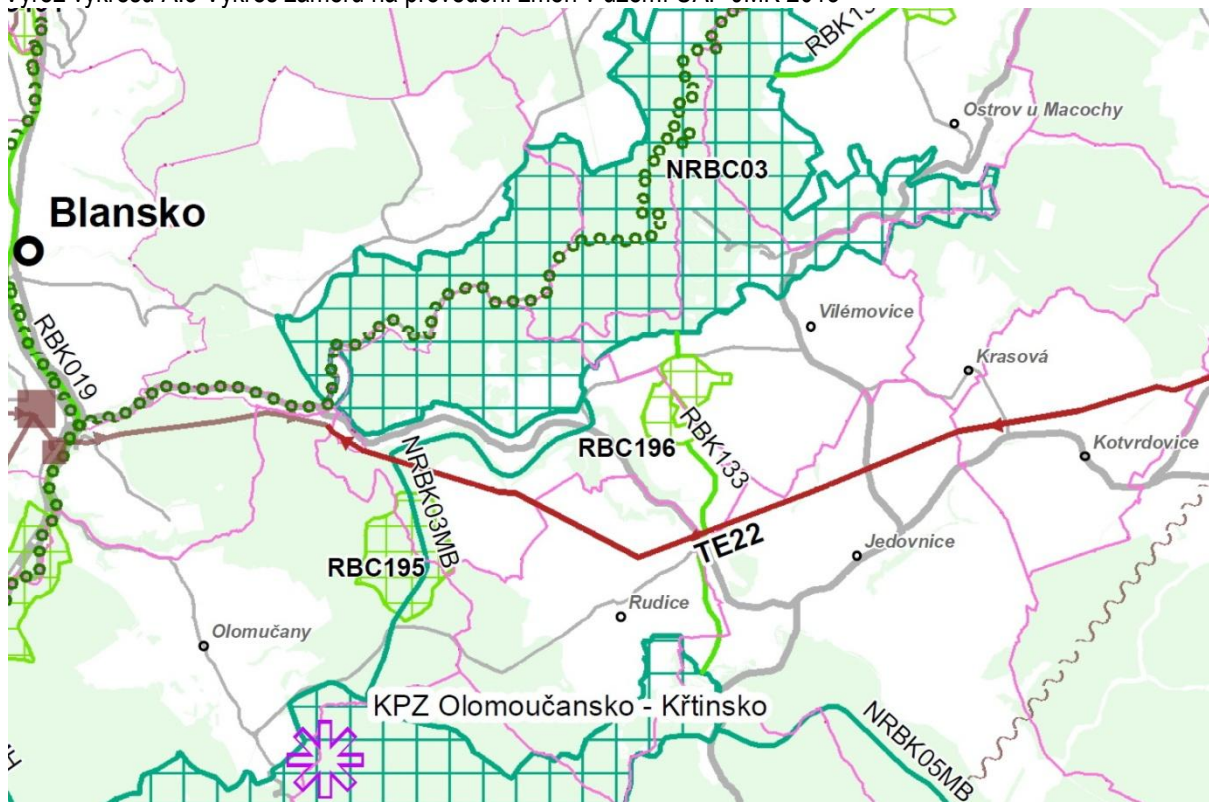 RBK13
Ostrov u Macochy
NRBC03
Blansko
RBK019
Vilémovice
Krasová
Kotvrdovice
RBC196
RBK133
NRBK03MB
TE22
Jedovnice
RBC195
Rudice
Olomučany
KPZ Olomoučansko - Křtinsko
NRBK05MB